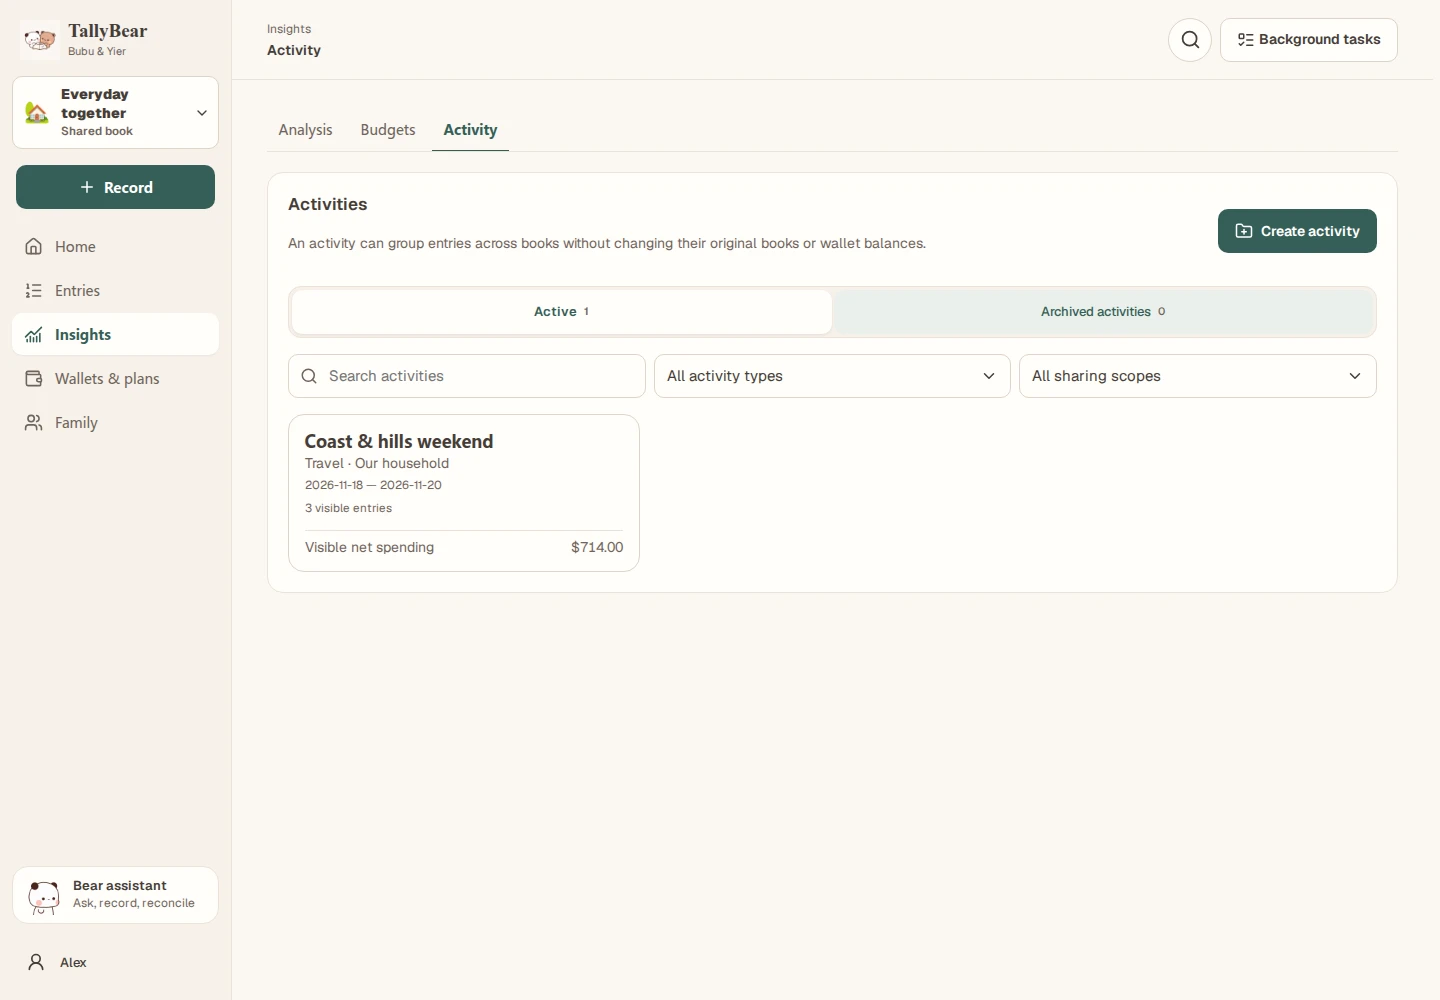 TallyBear
Bubu & Yier
Everyday
together
Shared book
Record
Home
Entries
Insights
Wallets & plans
Family
Bear assistant
Ask, record, reconcile
Alex
Insights
Activity
Background tasks
Analysis
Budgets
Activity
Activities
An activity can group entries across books without changing their original books or wallet balances.
Create activity
Active 1
Archived activities 0
Search activities
All activity types
All sharing scopes
Coast & hills weekend
Travel · Our household
2026-11-18 — 2026-11-20
3 visible entries
Visible net spending $714.00